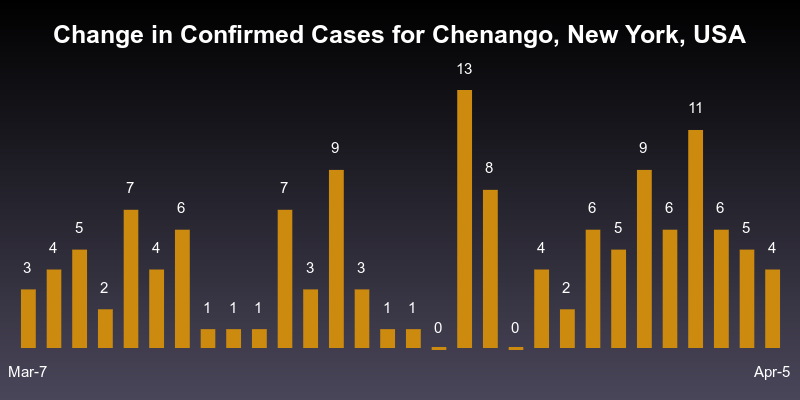 Change in Confirmed Cases for Chenango, New York, USA
3 4 5 2 7 4 6 1 1 1 7 3 9 3 1 1 0 13 8 0 4 2 6 5 9 6 11 6 5 4
Mar-7 Apr-5